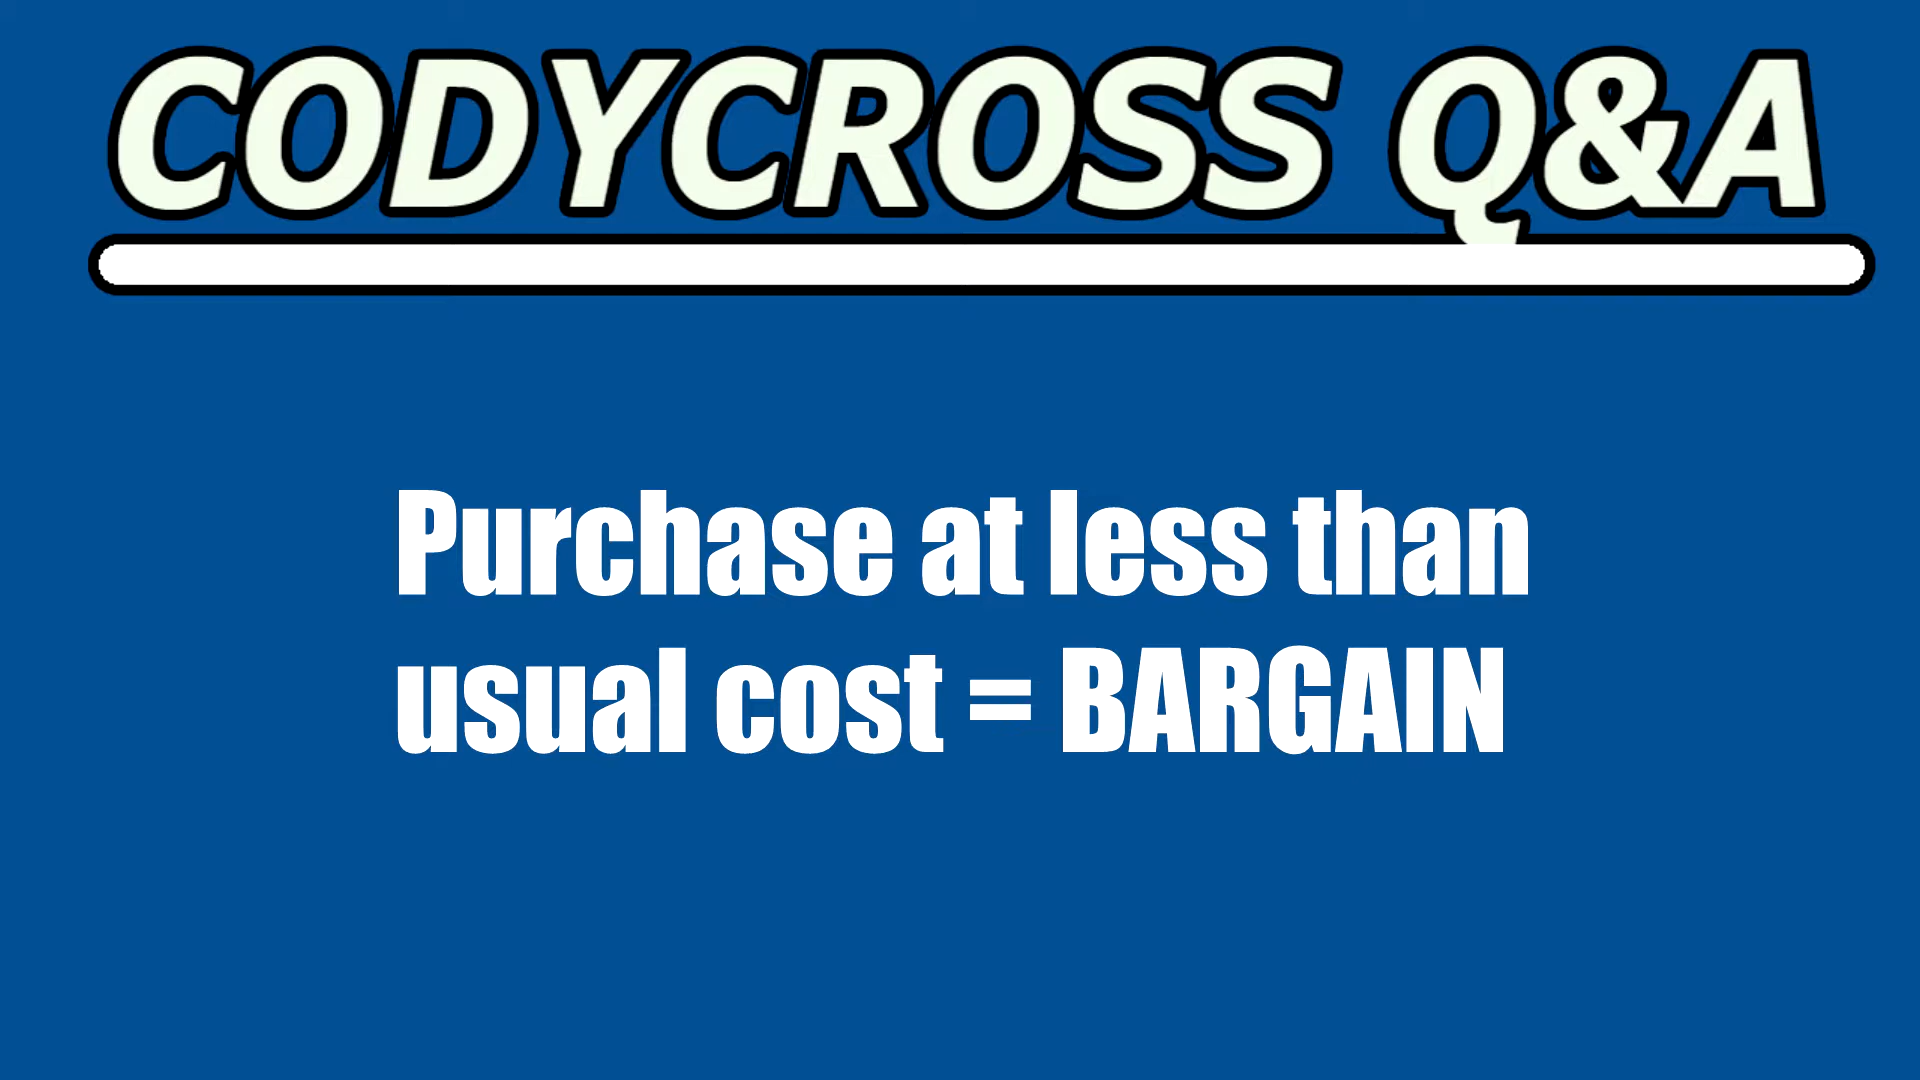 CODYCROSS Q&A
Purchase at less than
usual cost = BARGAIN